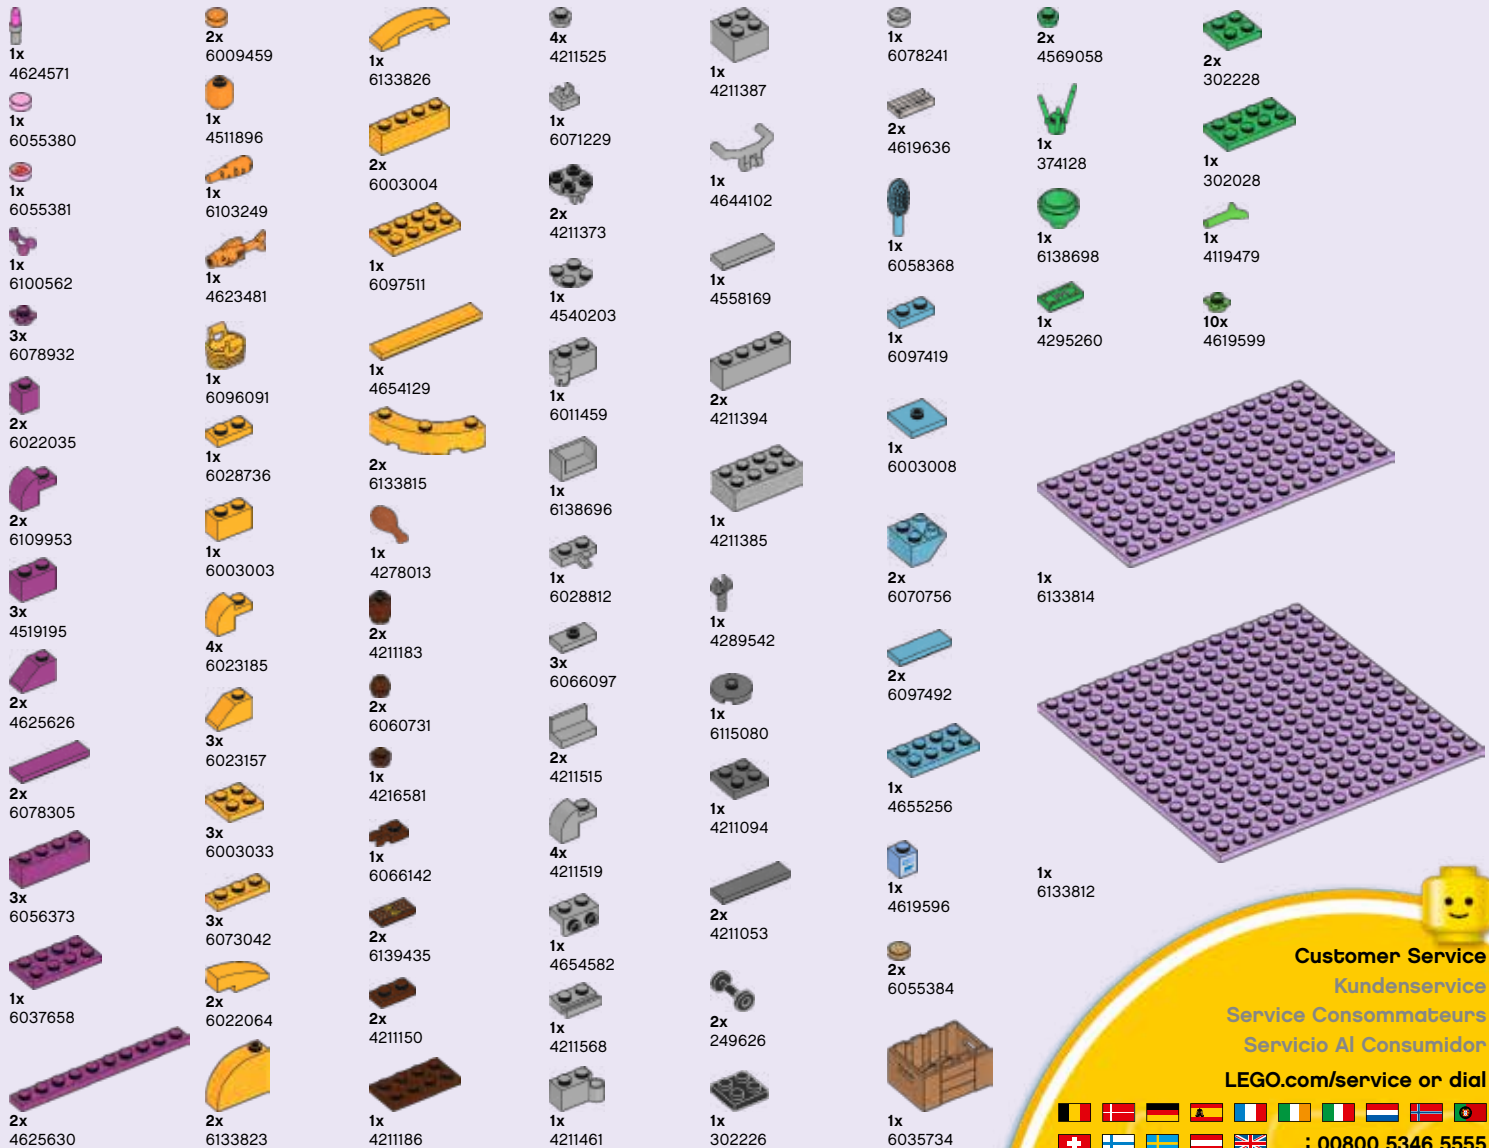 1x
4624571
1x
6055380
1x
6055381
1x
6100562
3x
6078932
2x
6022035
2x
6109953
3x
4519195
2x
4625626
2x
6078305
3x
6056373
1x
6037658
2x
4625630
2x
6009459
1x
4511896
1x
6103249
1x
4623481
1x
6096091
1x
6028736
1x
6003003
4x
6023185
3x
6023157
3x
6003033
3x
6073042
2x
6022064
2x
6133823
1x
6133826
2x
6003004
1x
6097511
1x
4654129
2x
6133815
1x
4278013
2x
4211183
2x
6060731
1x
4216581
1x
6066142
2x
6139435
2x
4211150
1x
4211186
4x
4211525
1x
6071229
2x
4211373
1x
4540203
1x
6011459
1x
6138696
1x
6028812
3x
6066097
2x
4211515
4x
4211519
1x
4654582
1x
4211568
1x
4211461
1x
4211387
1x
4644102
1x
4558169
2x
4211394
1x
4211385
1x
4289542
1x
6115080
1x
4211094
2x
4211053
2x
249626
1x
302226
1x
6078241
2x
4619636
1x
6058368
1x
6097419
1x
6003008
2x
6070756
2x
6097492
1x
4655256
1x
4619596
2x
6055384
1x
6035734
2x
4569058
1x
374128
1x
6138698
1x
4295260
2x
302228
1x
302028
1x
4119479
10x
4619599
1x
6133814
1x
6133812
Customer Service
Kundenservice
Service Consommateurs
Servicio Al Consumidor
LEGO.com/service or dial
: 00800 5346 5555